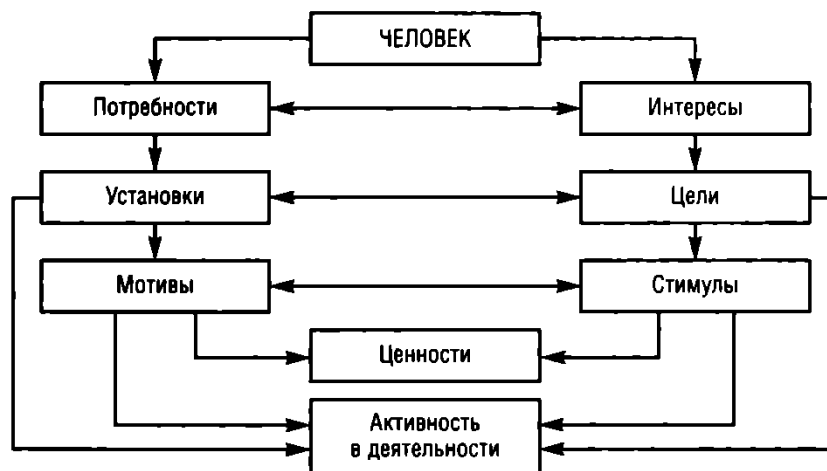 ЧЕЛОВЕК
Потребности
Интересы
Установки
Цели
Мотивы
Стимулы
Ценности
Активность
в деятельности